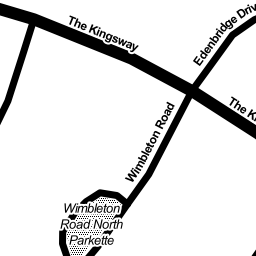 The Kingsway
Edenbridge Driv
The K
Wimbleton Road
Wimbleton
Road North
Parkette